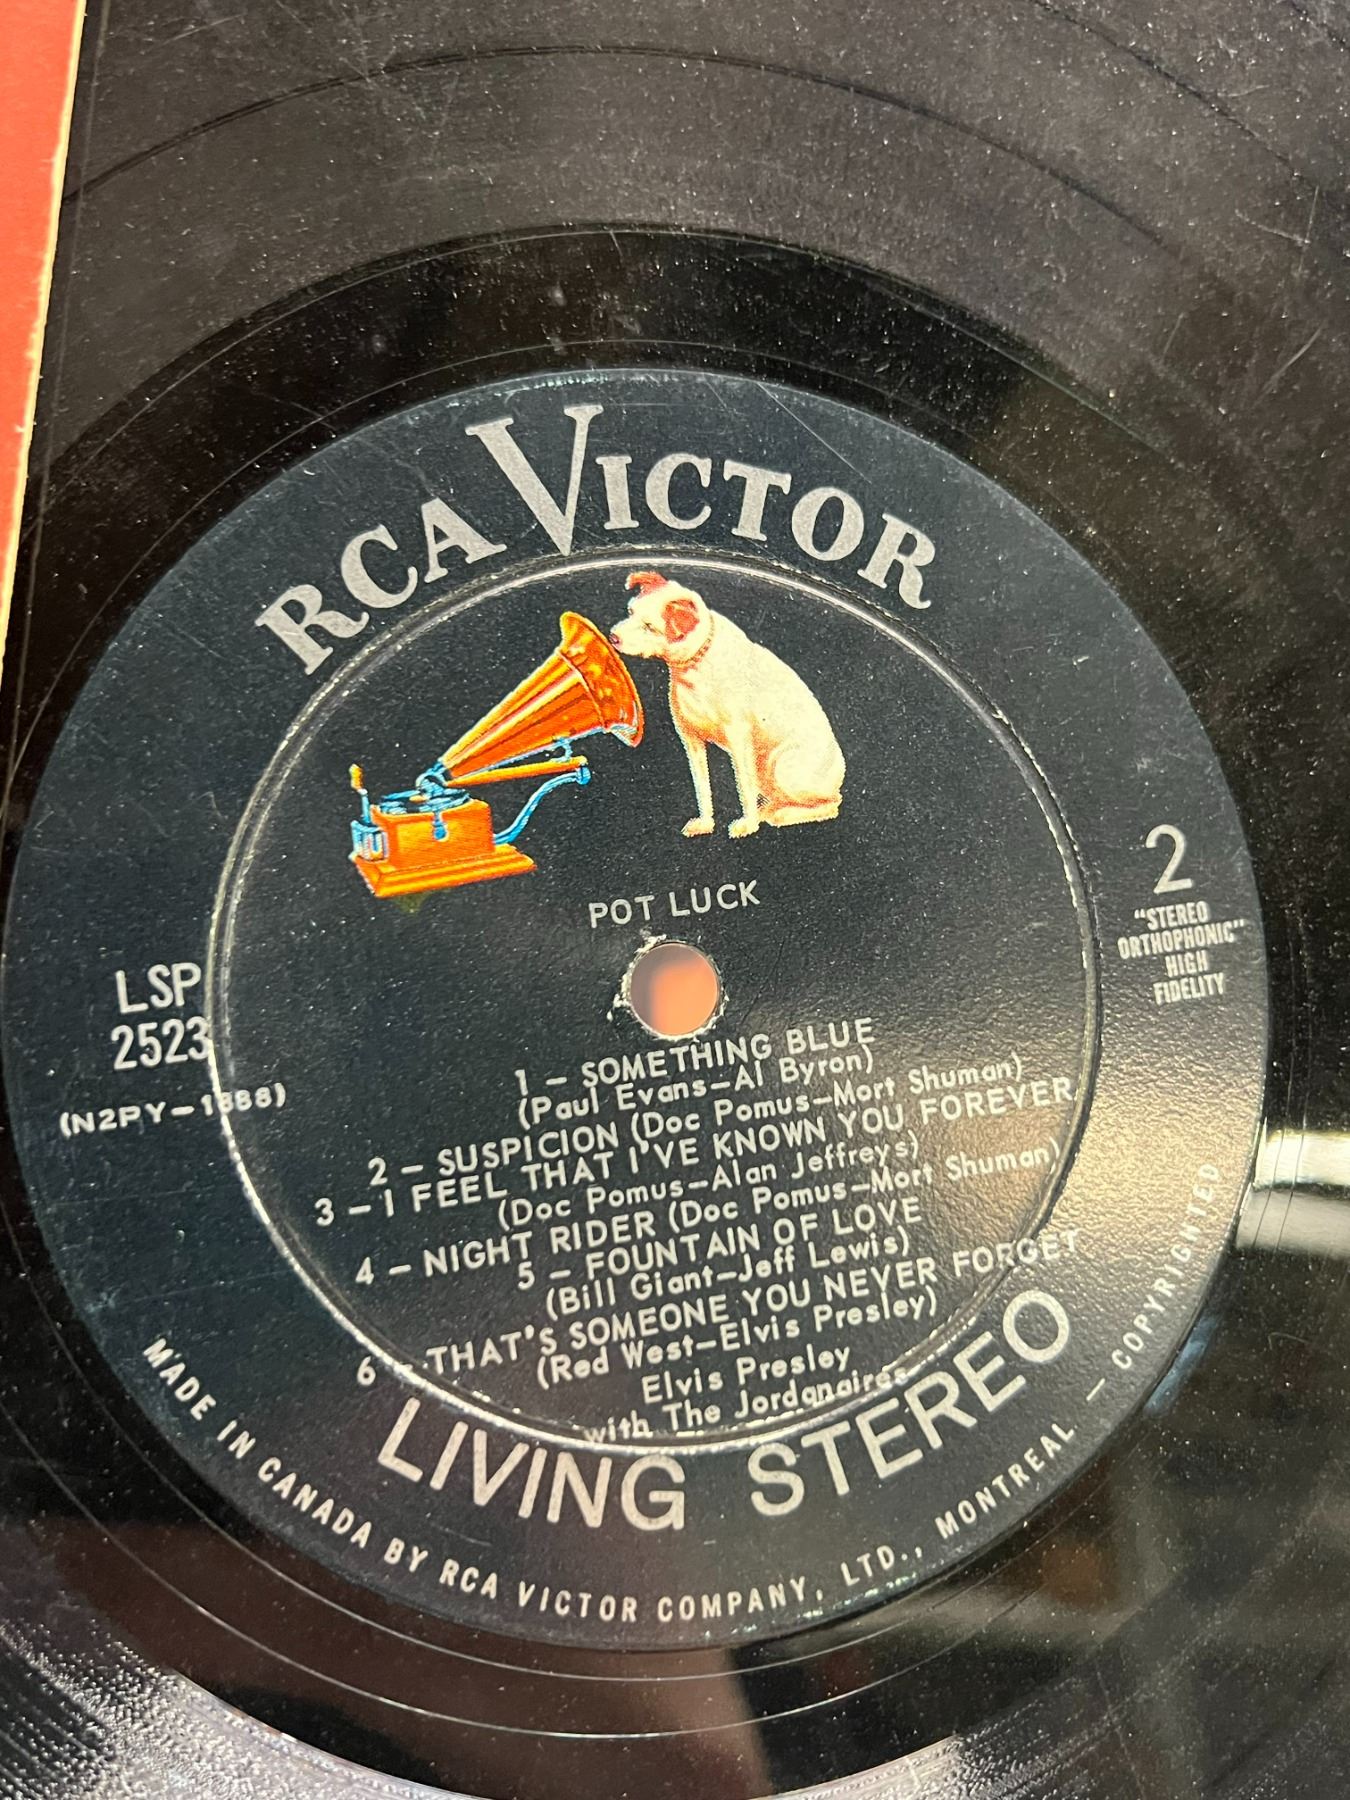 RCA VICTOR
POT LUCK
LSP
2523
(N2PY-1888)
2
"STEREO
ORTHOPHONIC"
HIGH
FIDELITY
1 - SOMETHING BLUE
(Paul Evans-Al Byron)
2 - SUSPICION (Doc Pomus-Mort Shuman)
3 - I FEEL THAT I'VE KNOWN YOU FOREVER
(Doc Pomus-Alan Jeffreys)
4 - NIGHT RIDER (Doc Pomus-Mort Shuman)
5 - FOUNTAIN OF LOVE
(Bill Giant-Jeff Lewis)
6 - THAT'S SOMEONE YOU NEVER FORGET
(Red West-Elvis Presley)
Elvis Presley
with The Jordanaires
LIVING STEREO
MADE IN CANADA BY RCA VICTOR COMPANY, LTD., MONTREAL - COPYRIGHTED